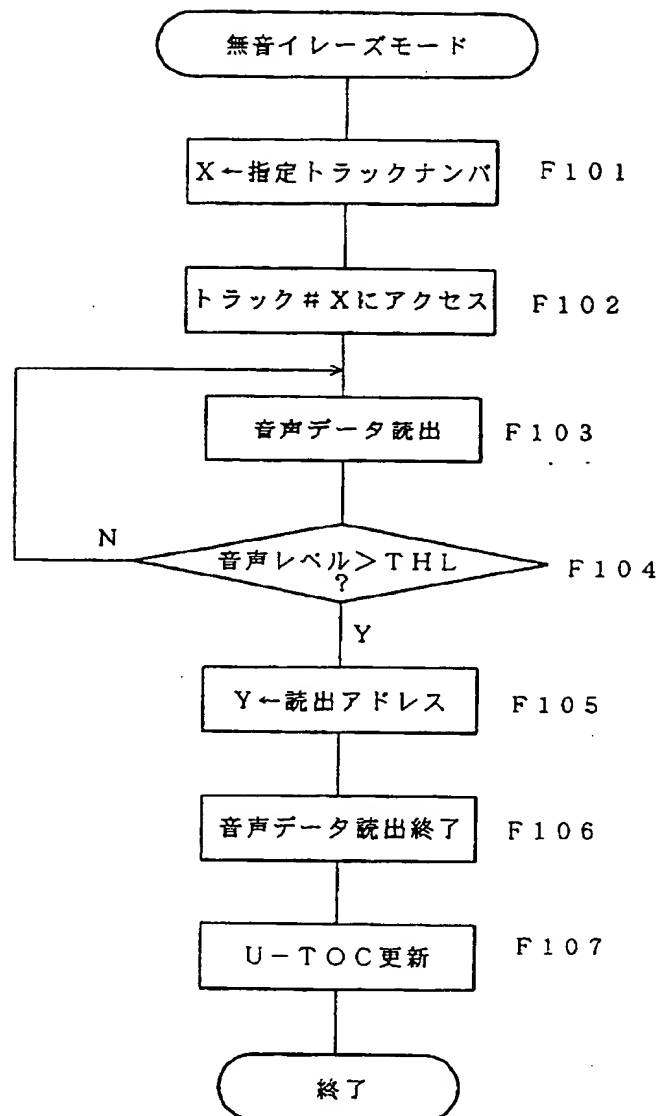 無音イレーズモード
X←指定トラックナンバ F101
トラック#Xにアクセス F102
音声データ読出 F103
N
音声レベル>THL
?
F104
Y
Y←読出アドレス F105
音声データ読出終了 F106
U-TOC更新 F107
終了